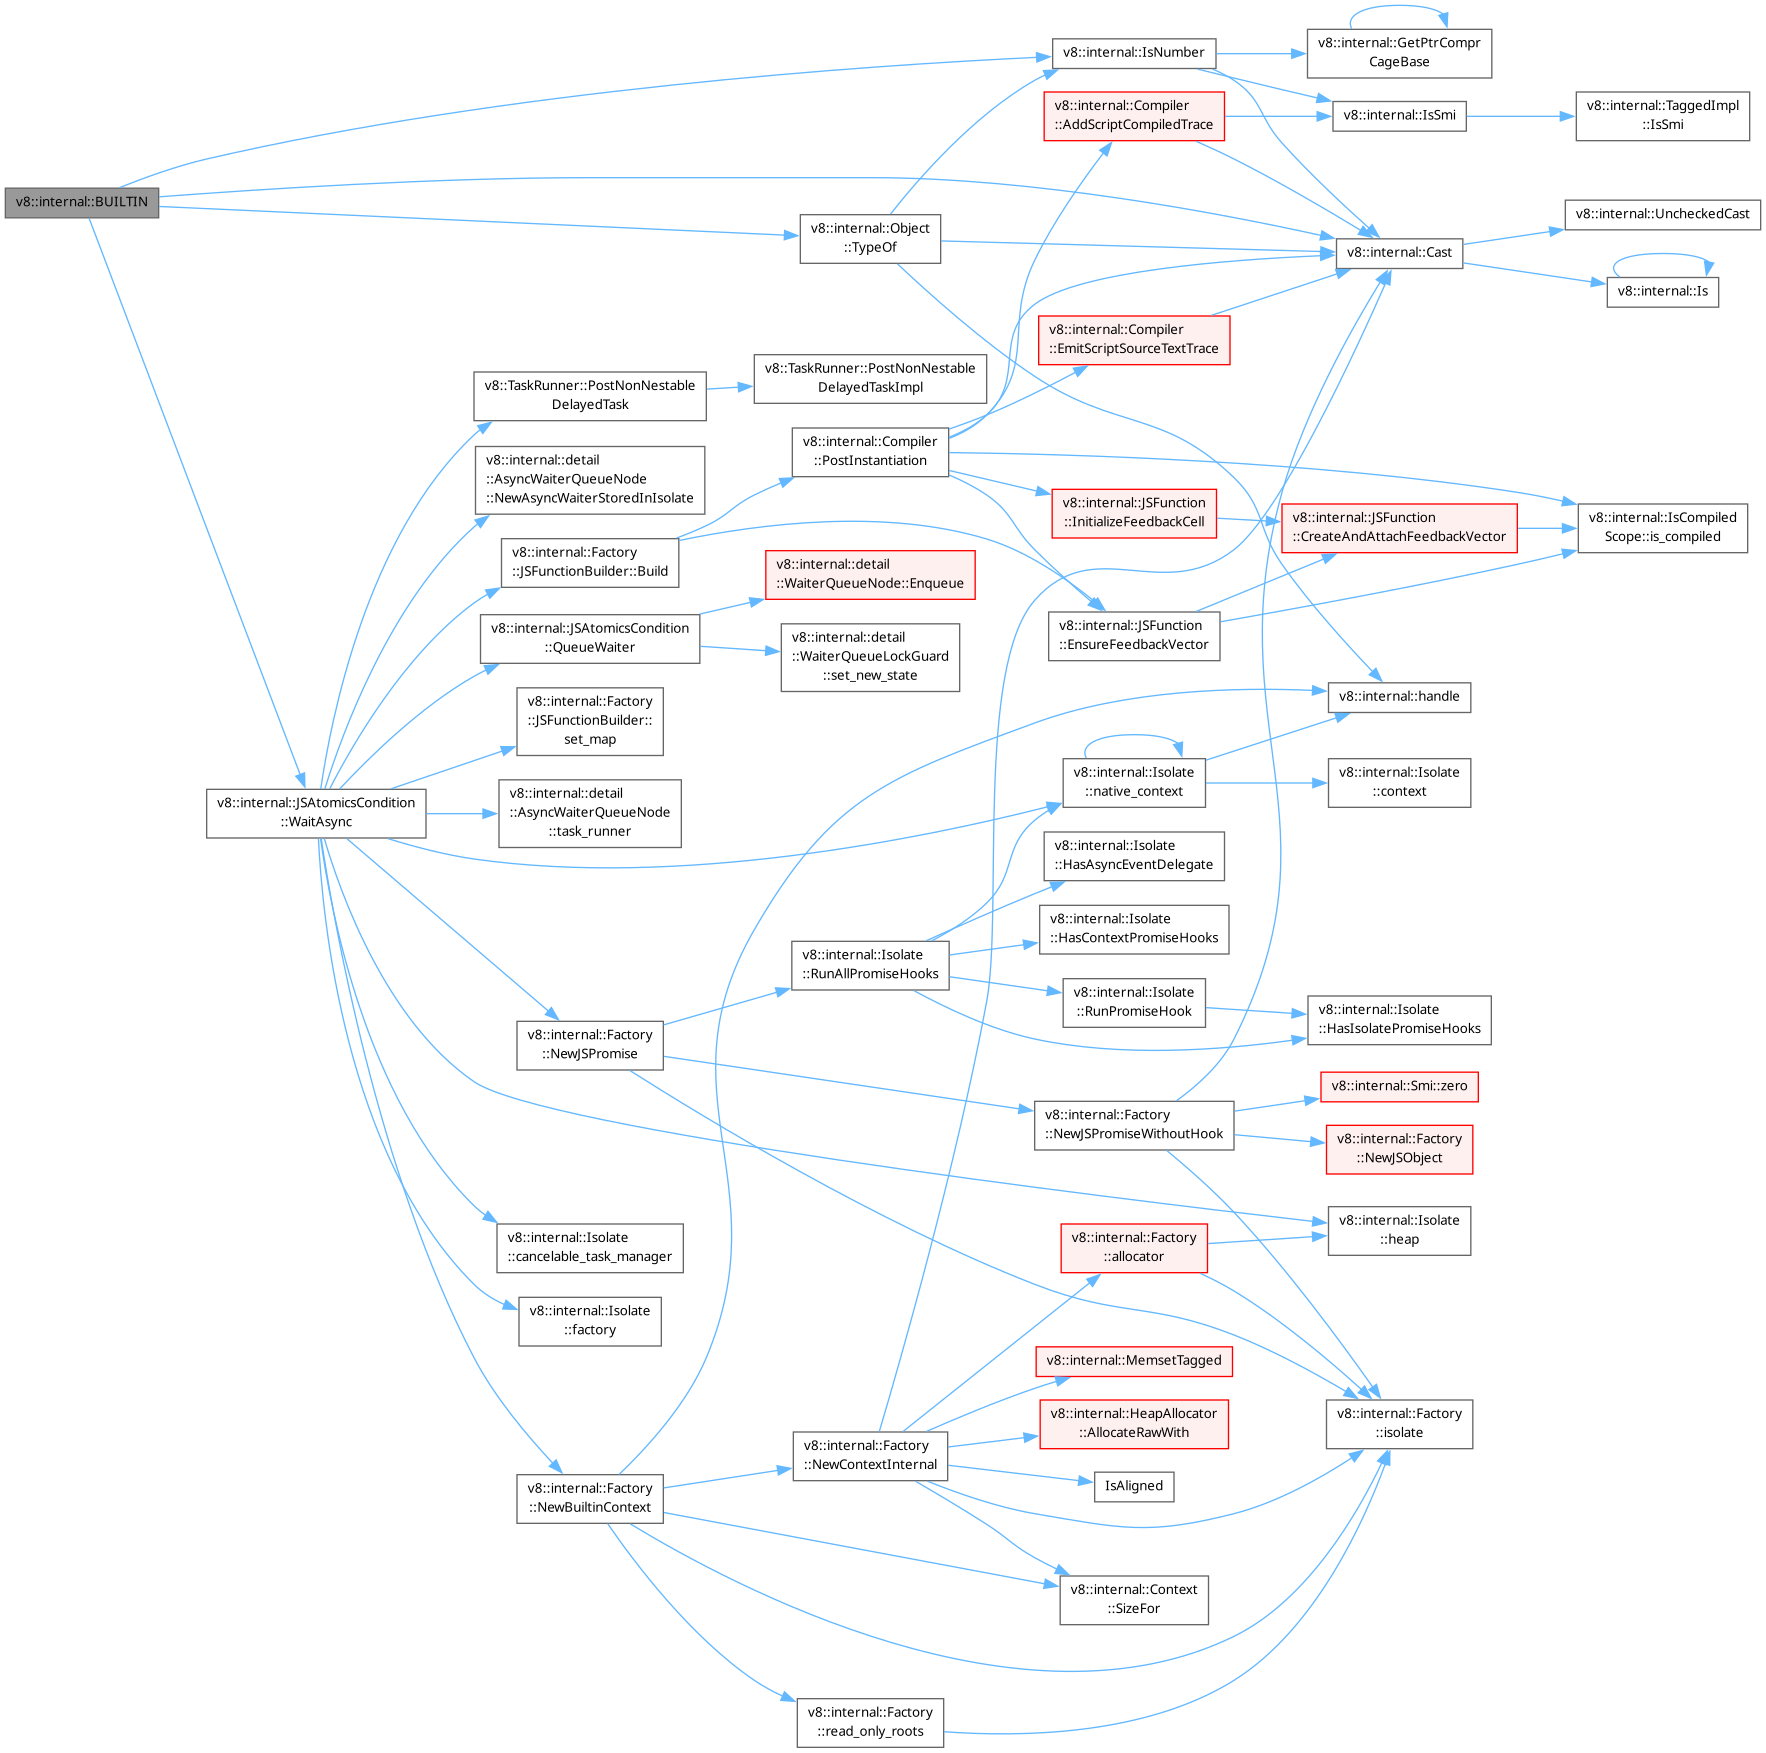 v8::internal::BUILTIN
v8::internal::IsNumber
v8::internal::GetPtrCompr
CageBase
v8::internal::Compiler
::AddScriptCompiledTrace
v8::internal::IsSmi
v8::internal::TaggedImpl
::IsSmi
v8::internal::Object
::TypeOf
v8::internal::Cast
v8::internal::UncheckedCast
v8::internal::Is
v8::internal::Compiler
::EmitScriptSourceTextTrace
v8::TaskRunner::PostNonNestable
DelayedTask
v8::TaskRunner::PostNonNestable
DelayedTaskImpl
v8::internal::detail
::AsyncWaiterQueueNode
::NewAsyncWaiterStoredInIsolate
v8::internal::Compiler
::PostInstantiation
v8::internal::JSFunction
::InitializeFeedbackCell
v8::internal::JSFunction
::CreateAndAttachFeedbackVector
v8::internal::IsCompiled
Scope::is_compiled
v8::internal::Factory
::JSFunctionBuilder::Build
v8::internal::detail
::WaiterQueueNode::Enqueue
v8::internal::JSAtomicsCondition
::QueueWaiter
v8::internal::detail
::WaiterQueueLockGuard
::set_new_state
v8::internal::JSFunction
::EnsureFeedbackVector
v8::internal::Factory
::JSFunctionBuilder::
set_map
v8::internal::handle
v8::internal::JSAtomicsCondition
::WaitAsync
v8::internal::detail
::AsyncWaiterQueueNode
::task_runner
v8::internal::Isolate
::native_context
v8::internal::Isolate
::context
v8::internal::Isolate
::HasAsyncEventDelegate
v8::internal::Isolate
::RunAllPromiseHooks
v8::internal::Isolate
::HasContextPromiseHooks
v8::internal::Isolate
::RunPromiseHook
v8::internal::Isolate
::HasIsolatePromiseHooks
v8::internal::Factory
::NewJSPromise
v8::internal::Factory
::NewJSPromiseWithoutHook
v8::internal::Smi::zero
v8::internal::Factory
::NewJSObject
v8::internal::Isolate
::cancelable_task_manager
v8::internal::Factory
::allocator
v8::internal::Isolate
::heap
v8::internal::Isolate
::factory
v8::internal::MemsetTagged
v8::internal::HeapAllocator
::AllocateRawWith
v8::internal::Factory
::isolate
v8::internal::Factory
::NewContextInternal
IsAligned
v8::internal::Factory
::NewBuiltinContext
v8::internal::Context
::SizeFor
v8::internal::Factory
::read_only_roots